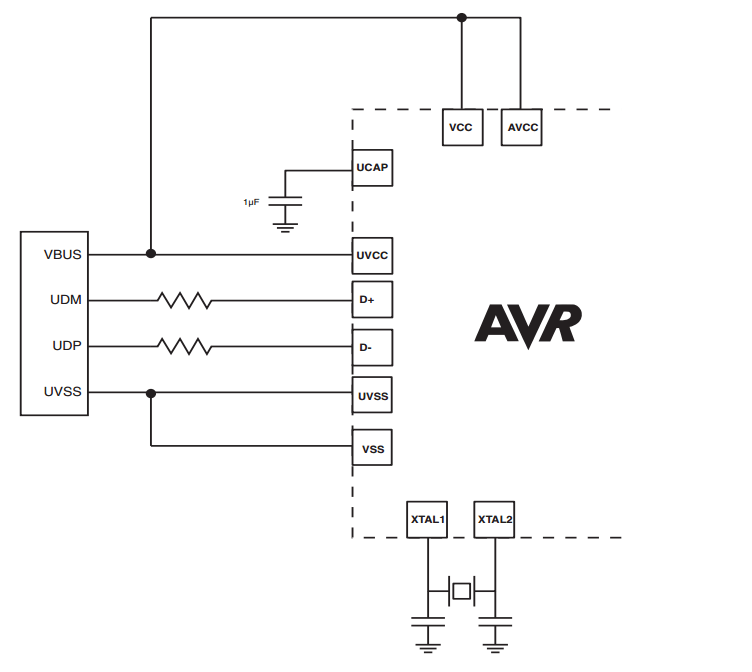 VCC
AVCC
UCAP
1µF
VBUS
UVCC
UDM
D+
AVR
UDP
D-
UVSS
UVSS
VSS
XTAL1
XTAL2